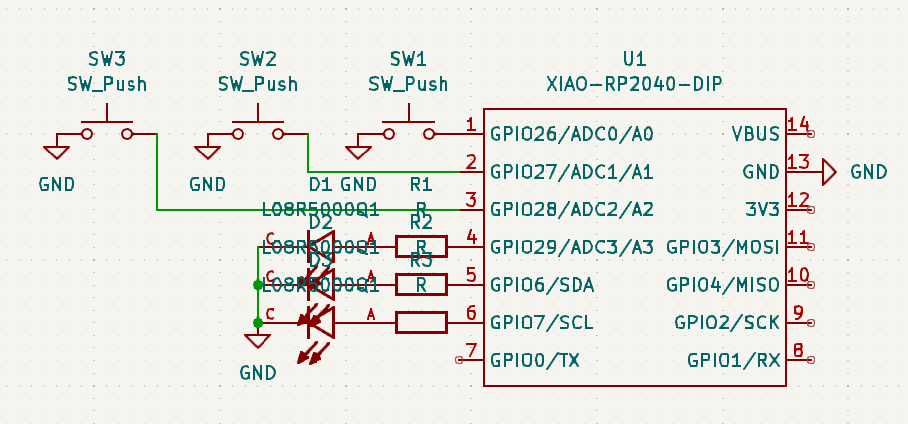 SW3
SW_Push
SW2
SW_Push
SW1
SW_Push
U1
XIAO-RP2040-DIP
1
GPIO26/ADC0/A0
VBUS
14
2
GPIO27/ADC1/A1
GND
13
GND
GND
GND
D1
GND
R1
3
GPIO28/ADC2/A2
3V3
12
LO8R5000Q1
R
D2
R2
C
LO8R5000Q1
A
R
4
GPIO29/ADC3/A3
GPIO3/MOSI
11
D3
R3
C
LO8R5000Q1
A
R
5
GPIO6/SDA
GPIO4/MISO
10
C
A
6
GPIO7/SCL
GPIO2/SCK
9
GND
7
GPIO0/TX
GPIO1/RX
8